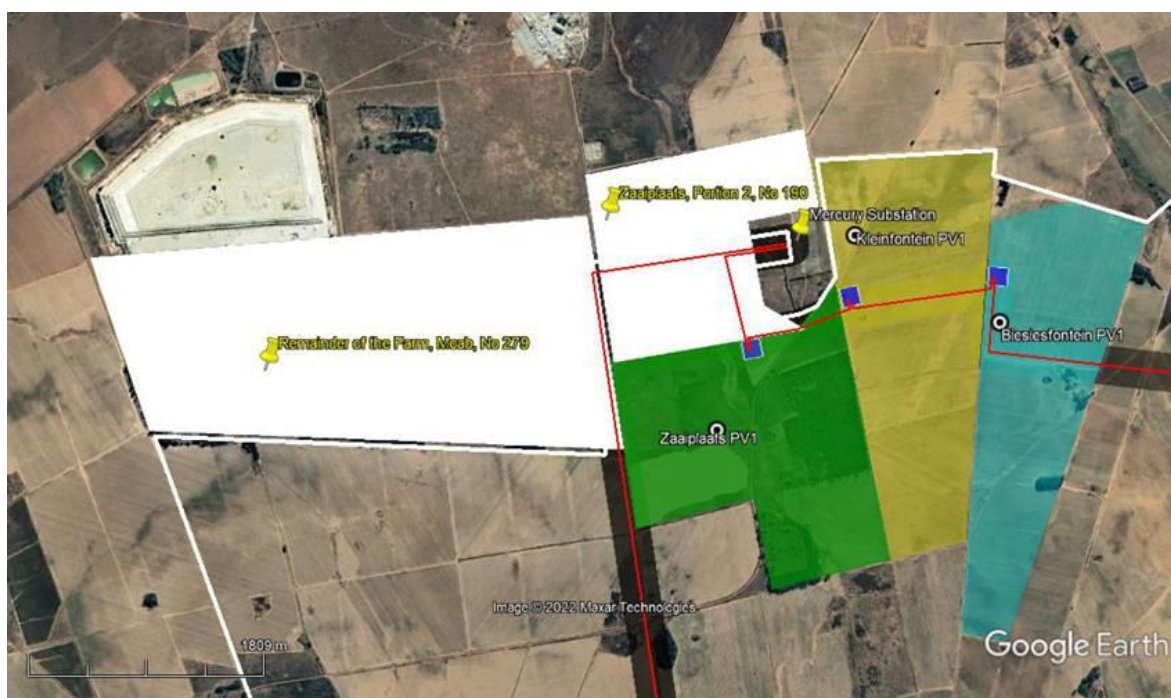 Zaaiplaats, Portion 2, No 190
Mercury Substation
Kleinfontein PV1
Biesiesfontein PV1
Remainder of the Farm, Moab, No 279
Zaaiplaats PV1
Image © 2022 Maxar Technologies
1809 m
Google Earth